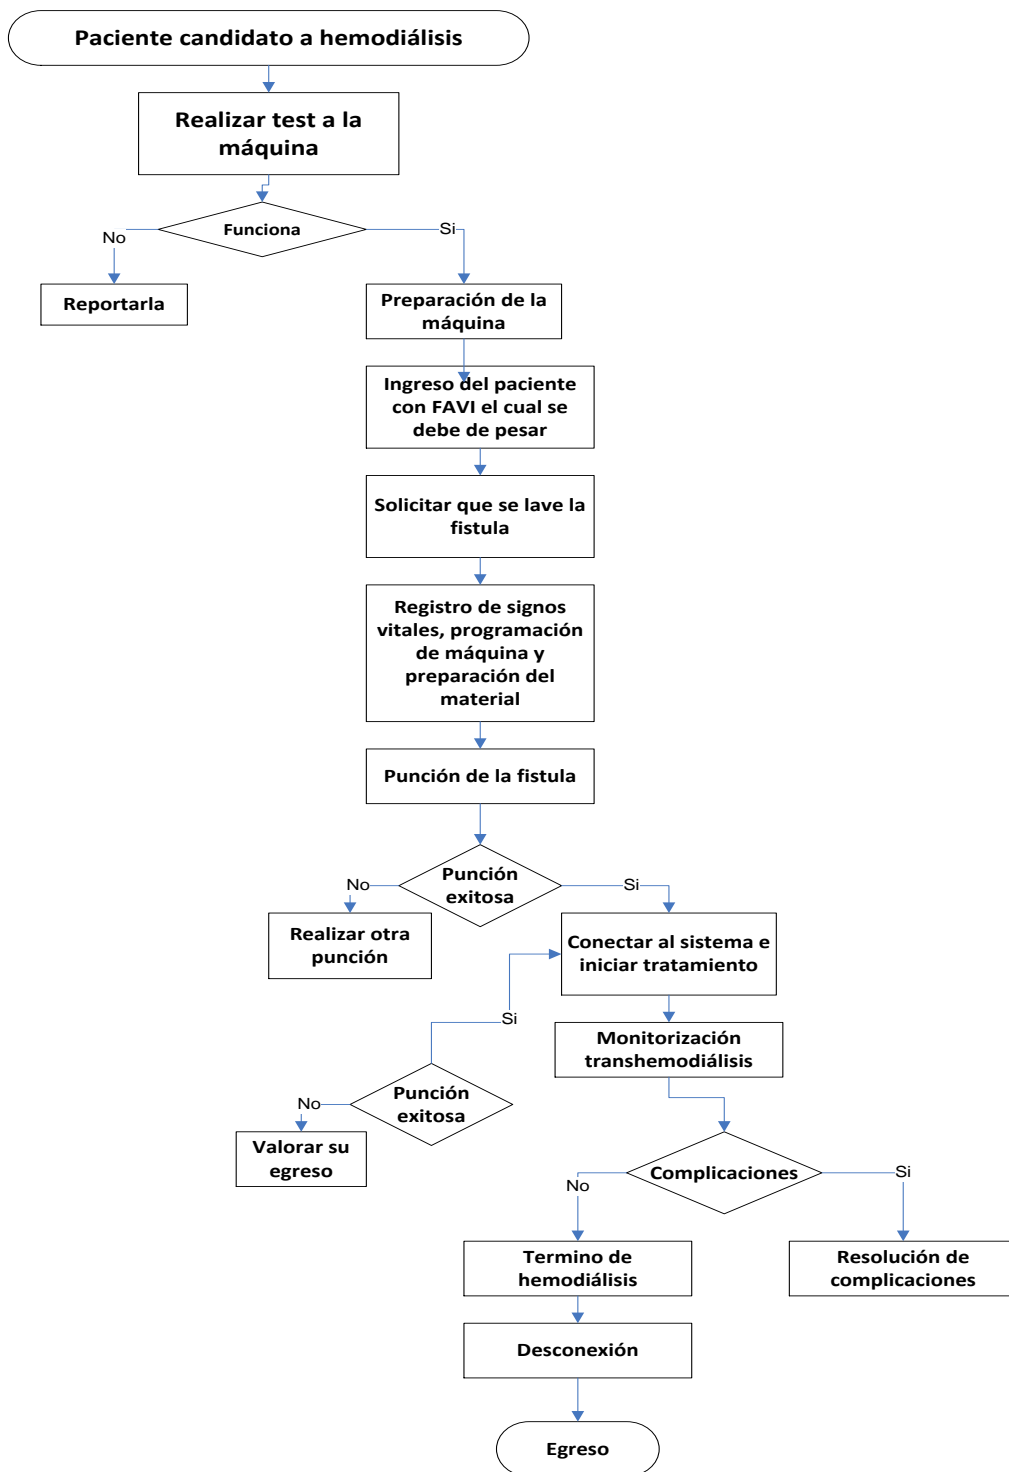 Paciente candidato a hemodiálisis
Realizar test a la
máquina
Funciona
No
Si
Reportarla
Preparación de la
máquina
Ingreso del paciente
con FAVI el cual se
debe de pesar
Solicitar que se lave la
fistula
Registro de signos
vitales, programación
de máquina y
preparación del
material
Punción de la fistula
Punción
exitosa
No
Si
Realizar otra
punción
Conectar al sistema e
iniciar tratamiento
Si
Monitorización
transhemodiálisis
Punción
exitosa
No
Valorar su
egreso
Complicaciones
No
Si
Termino de
hemodiálisis
Resolución de
complicaciones
Desconexión
Egreso